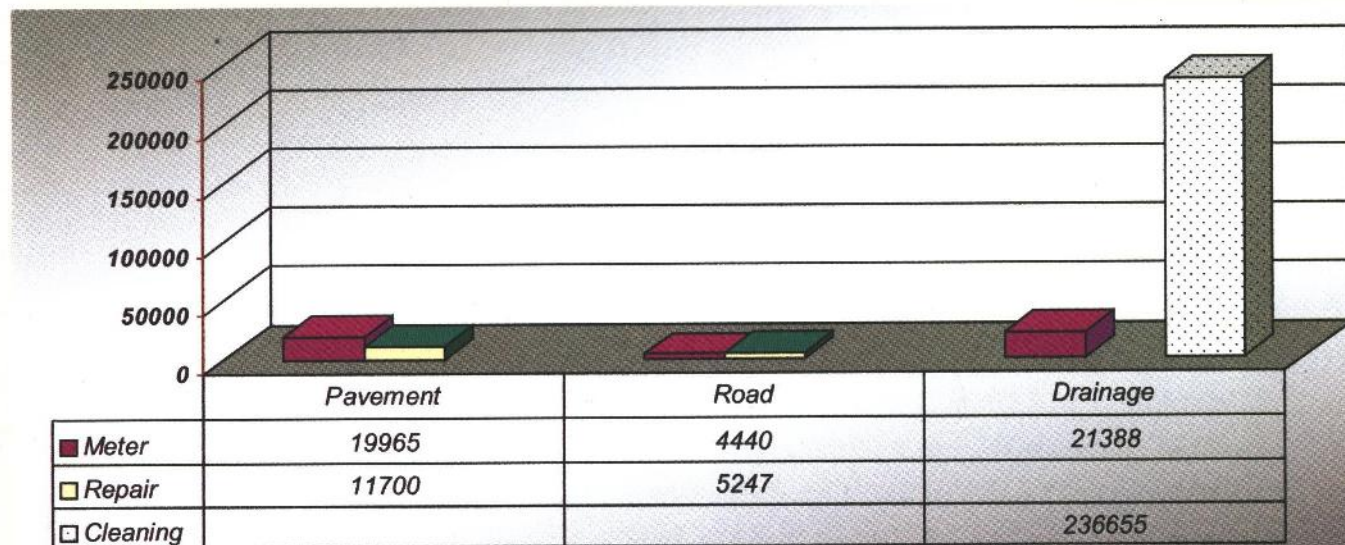 250000
200000
150000
100000
50000
0
Pavement Road Drainage
Meter 19965 4440 21388
Repair 11700 5247
Cleaning 236655